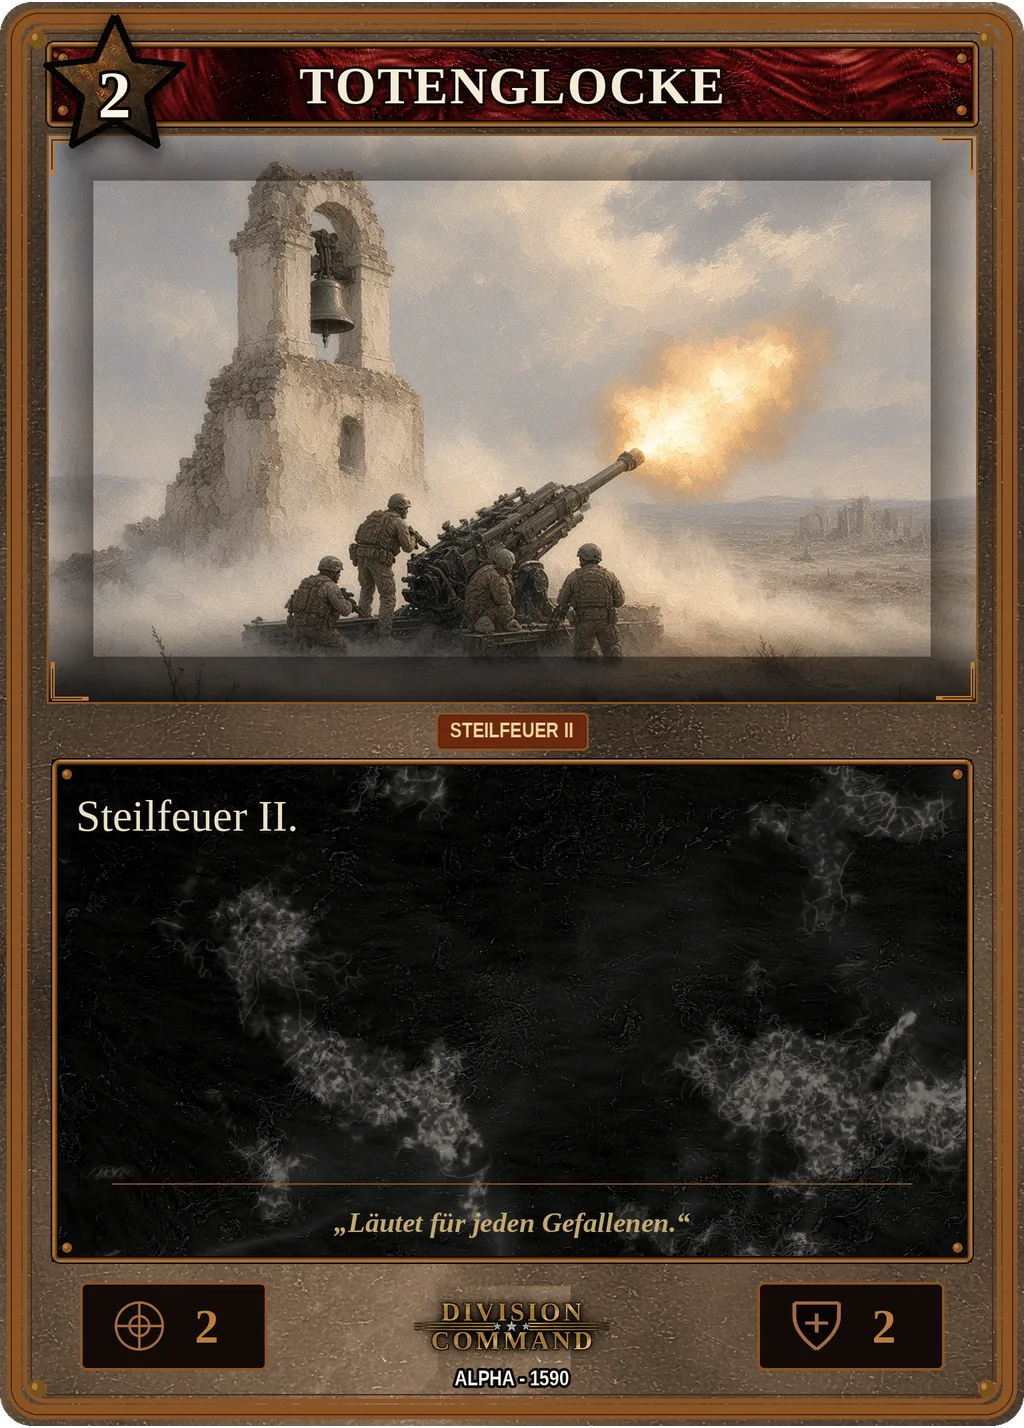 2
TOTENGLOCKE
STEILFEUER II
Steilfeuer II.
„Läutet für jeden Gefallenen.“
2
DIVISION
COMMAND
ALPHA - 1590
2